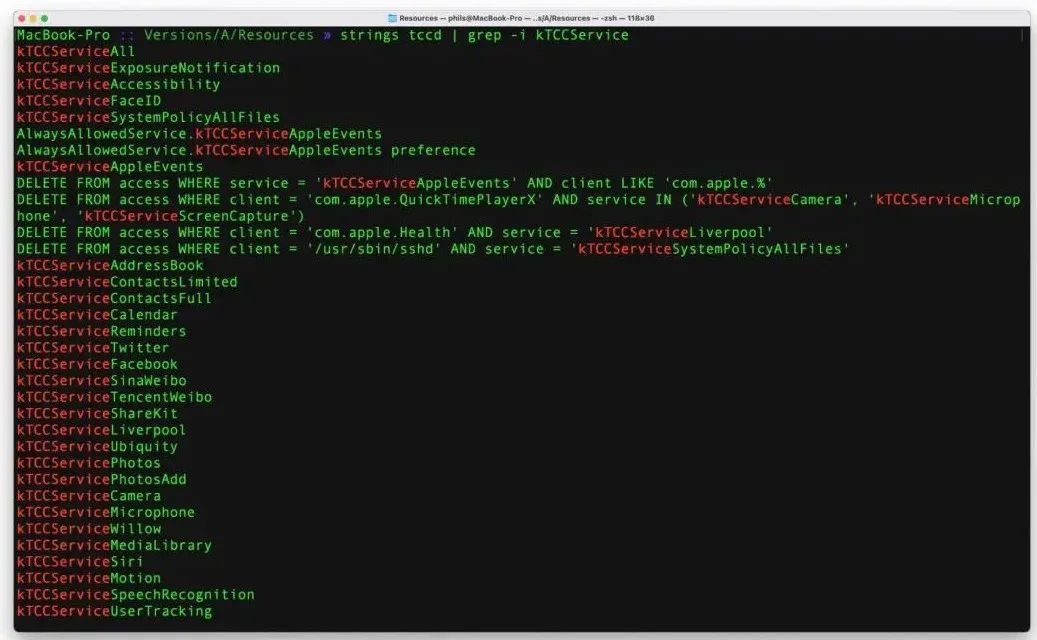 Resources — phils@MacBook-Pro — ..s/A/Resources — -zsh — 118×36
MacBook-Pro :: Versions/A/Resources » strings tccd | grep -i kTCCService
kTCCServiceAll
kTCCServiceExposureNotification
kTCCServiceAccessibility
kTCCServiceFaceID
kTCCServiceSystemPolicyAllFiles
AlwaysAllowedService.kTCCServiceAppleEvents
AlwaysAllowedService.kTCCServiceAppleEvents preference
kTCCServiceAppleEvents
DELETE FROM access WHERE service = 'kTCCServiceAppleEvents' AND client LIKE 'com.apple.%'
DELETE FROM access WHERE client = 'com.apple.QuickTimePlayerX' AND service IN ('kTCCServiceCamera', 'kTCCServiceMicrop
hone', 'kTCCServiceScreenCapture')
DELETE FROM access WHERE client = 'com.apple.Health' AND service = 'kTCCServiceLiverpool'
DELETE FROM access WHERE client = '/usr/sbin/sshd' AND service = 'kTCCServiceSystemPolicyAllFiles'
kTCCServiceAddressBook
kTCCServiceContactsLimited
kTCCServiceContactsFull
kTCCServiceCalendar
kTCCServiceReminders
kTCCServiceTwitter
kTCCServiceFacebook
kTCCServiceSinaWeibo
kTCCServiceTencentWeibo
kTCCServiceShareKit
kTCCServiceLiverpool
kTCCServiceUbiquity
kTCCServicePhotos
kTCCServicePhotosAdd
kTCCServiceCamera
kTCCServiceMicrophone
kTCCServiceWillow
kTCCServiceMediaLibrary
kTCCServiceSiri
kTCCServiceMotion
kTCCServiceSpeechRecognition
kTCCServiceUserTracking